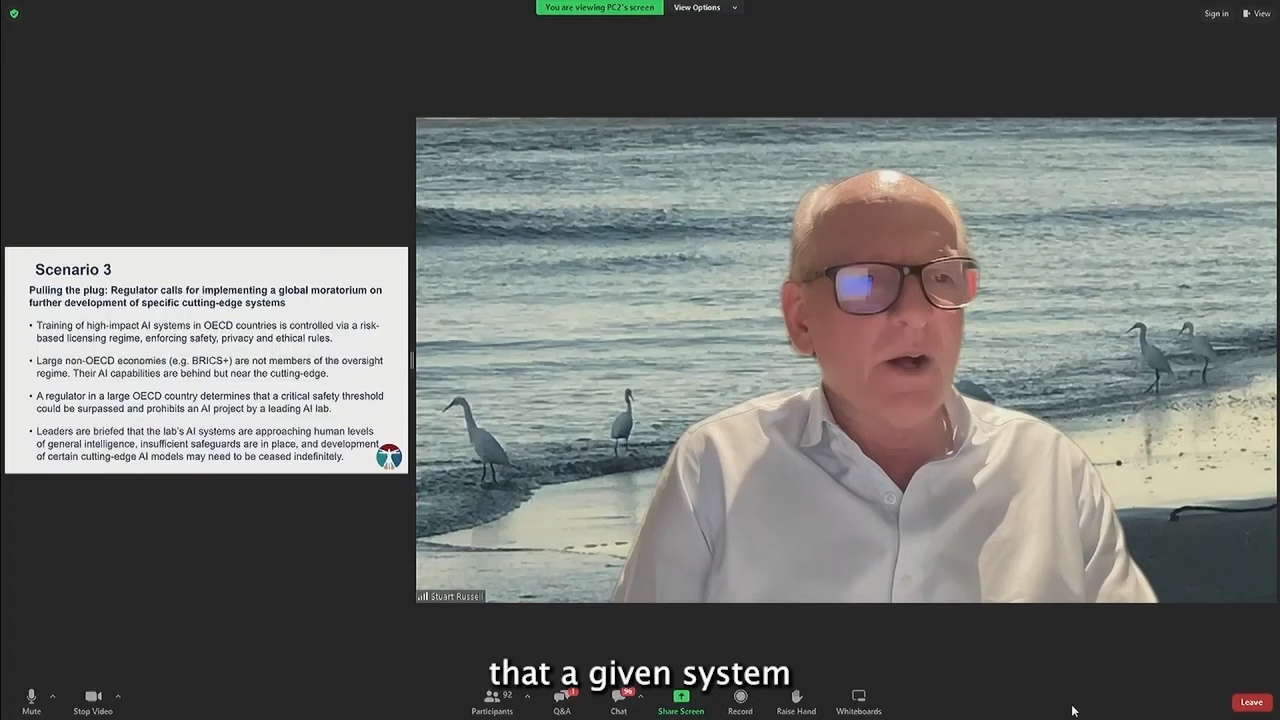 You are viewing PC2's screen
View Options
Sign in
View
Scenario 3
Pulling the plug: Regulator calls for implementing a global moratorium on
further development of specific cutting-edge systems
• Training of high-impact AI systems in OECD countries is controlled via a risk-
based licensing regime, enforcing safety, privacy and ethical rules.
• Large non-OECD economies (e.g. BRICS+) are not members of the oversight
regime. Their AI capabilities are behind but near the cutting-edge.
• A regulator in a large OECD country determines that a critical safety threshold
could be surpassed and prohibits an AI project by a leading AI lab.
• Leaders are briefed that the lab's AI systems are approaching human levels
of general intelligence, insufficient safeguards are in place, and development
of certain cutting-edge AI models may need to be ceased indefinitely.
Stuart Russell
that a given system
92
1
96
Mute
Stop Video
Participants
Q&A
Chat
Share Screen
Record
Raise Hand
Whiteboards
Leave